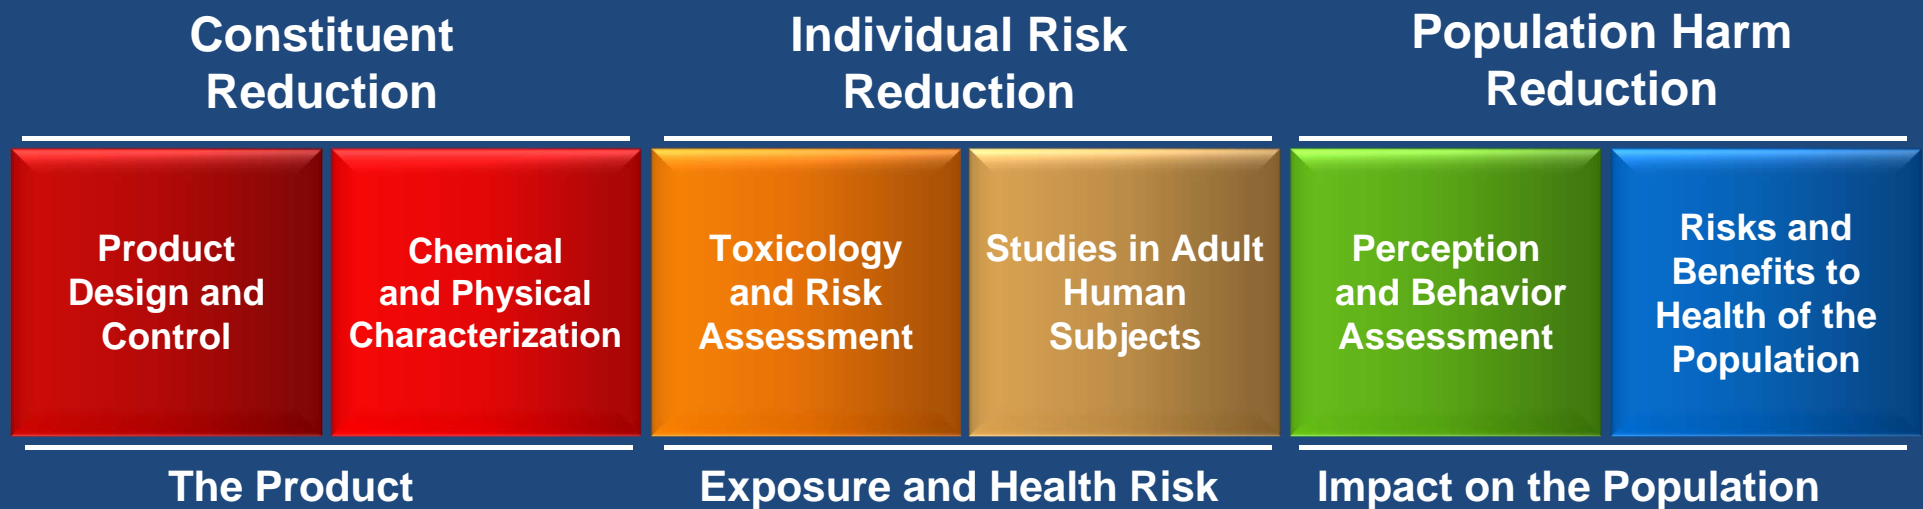 Constituent
Reduction
Individual Risk
Reduction
Population Harm
Reduction
Product
Design and
Control
Chemical
and Physical
Characterization
Toxicology
and Risk
Assessment
Studies in Adult
Human
Subjects
Perception
and Behavior
Assessment
Risks and
Benefits to
Health of the
Population
The Product
Exposure and Health Risk
Impact on the Population